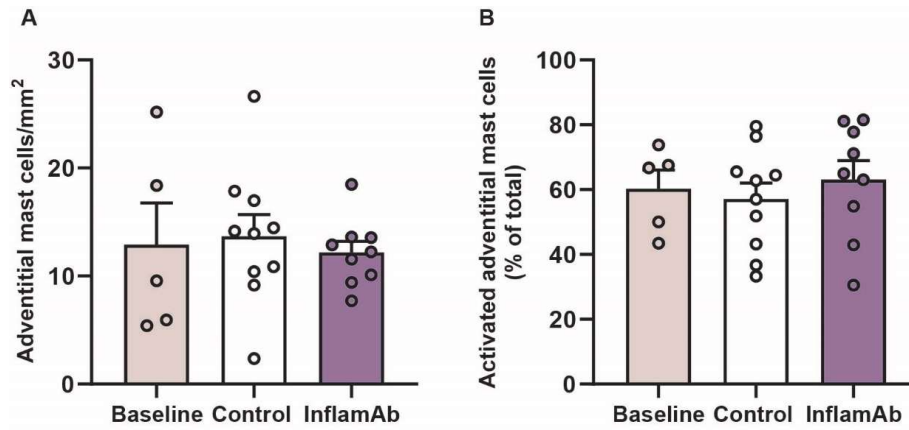 A
Adventitial mast cells/mm²
30
20
10
0
Baseline Control InflamAb
B
Activated adventitial mast cells
(% of total)
100
80
60
40
20
0
Baseline Control InflamAb